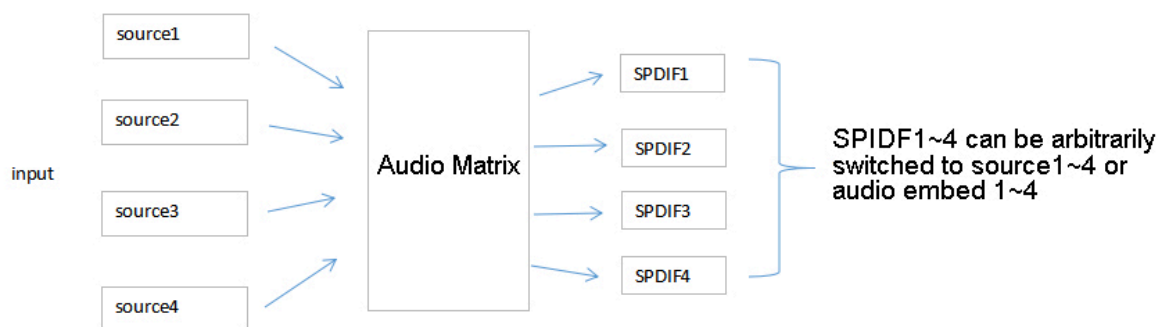 input
source1
source2
source3
source4
Audio Matrix
SPDIF1
SPDIF2
SPDIF3
SPDIF4
SPIDF1~4 can be arbitrarily
switched to source1~4 or
audio embed 1~4